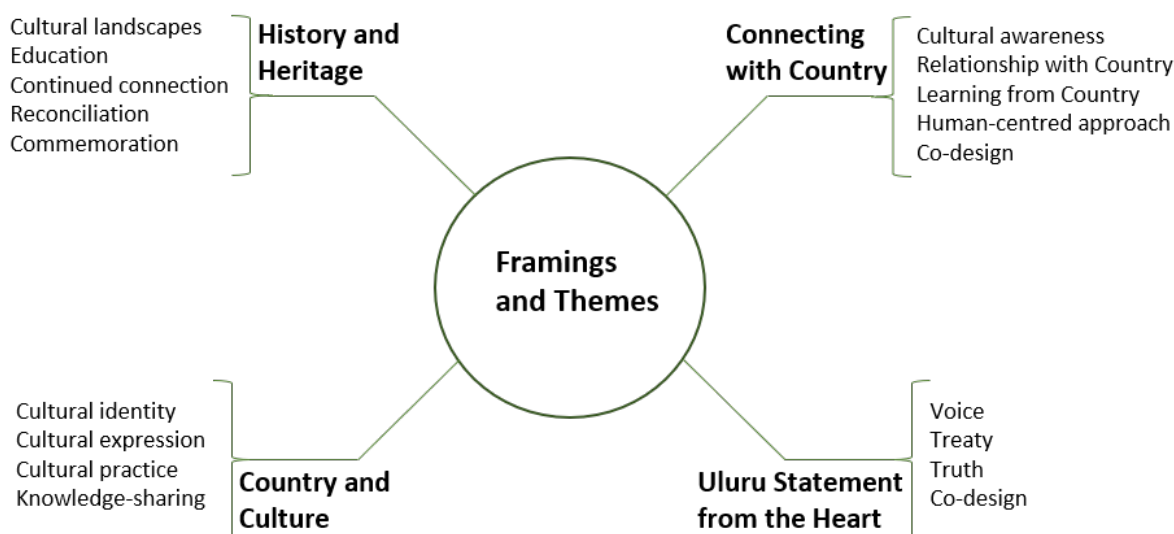 Cultural landscapes
Education
Continued connection
Reconciliation
Commemoration
History and
Heritage
Connecting
with Country
Cultural awareness
Relationship with Country
Learning from Country
Human-centred approach
Co-design
Framings
and Themes
Cultural identity
Cultural expression
Cultural practice
Knowledge-sharing
Country and
Culture
Uluru Statement
from the Heart
Voice
Treaty
Truth
Co-design